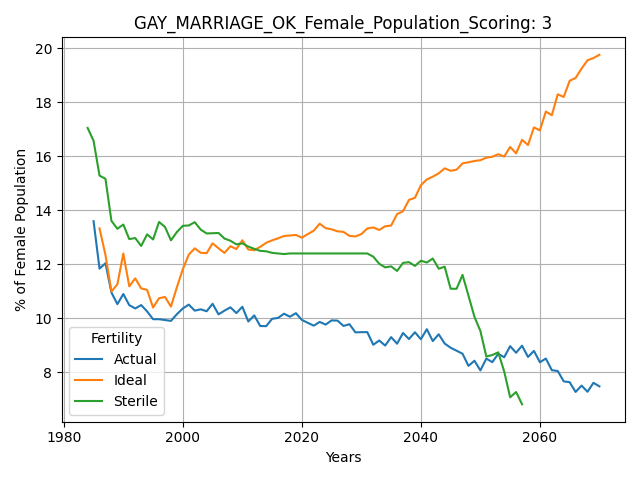 GAY_MARRIAGE_OK_Female_Population_Scoring: 3
% of Female Population
20
18
16
14
12
10
8
Fertility
Actual
Ideal
Sterile
1980 2000 2020 2040 2060
Years